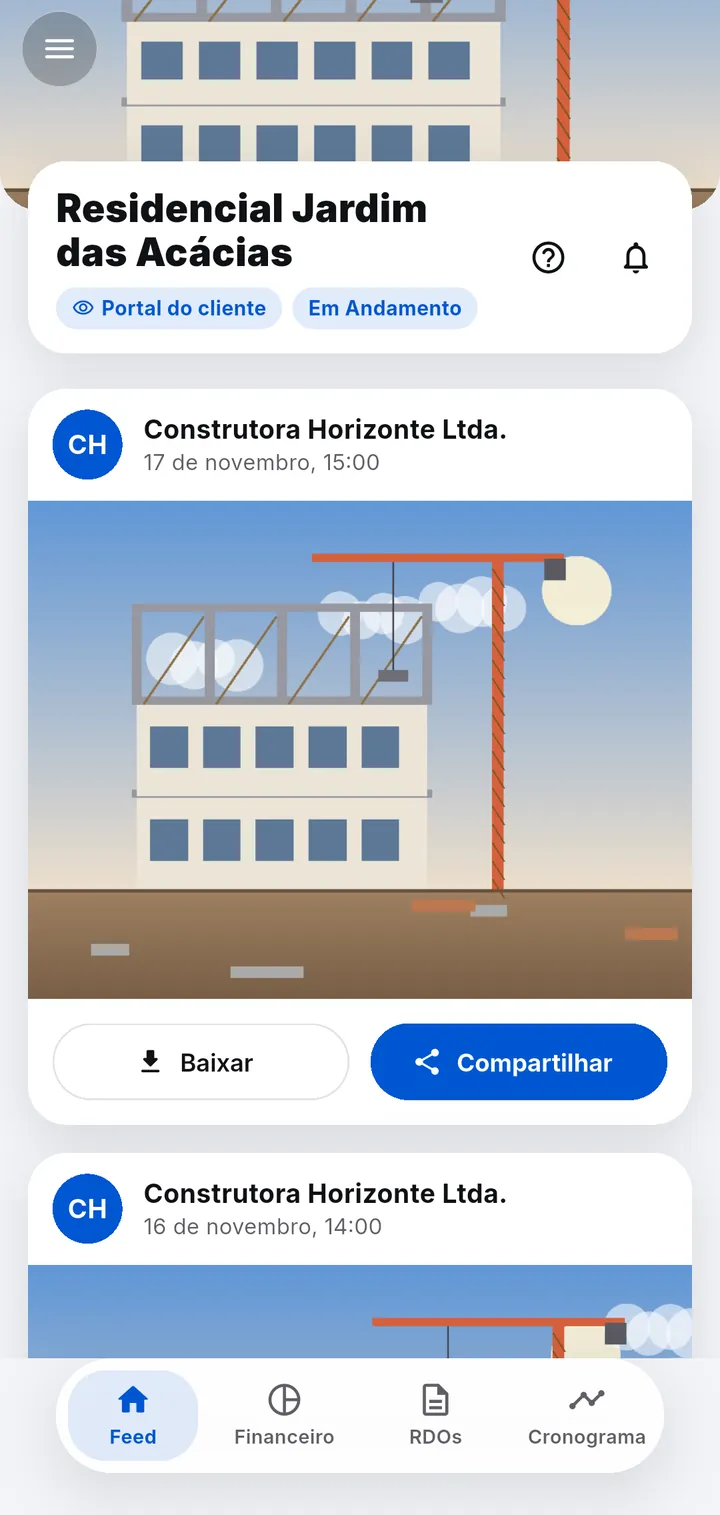 Residencial Jardim
das Acácias
Portal do cliente
Em Andamento
CH
Construtora Horizonte Ltda.
17 de novembro, 15:00
Baixar
Compartilhar
CH
Construtora Horizonte Ltda.
16 de novembro, 14:00
Feed
Financeiro
RDOs
Cronograma